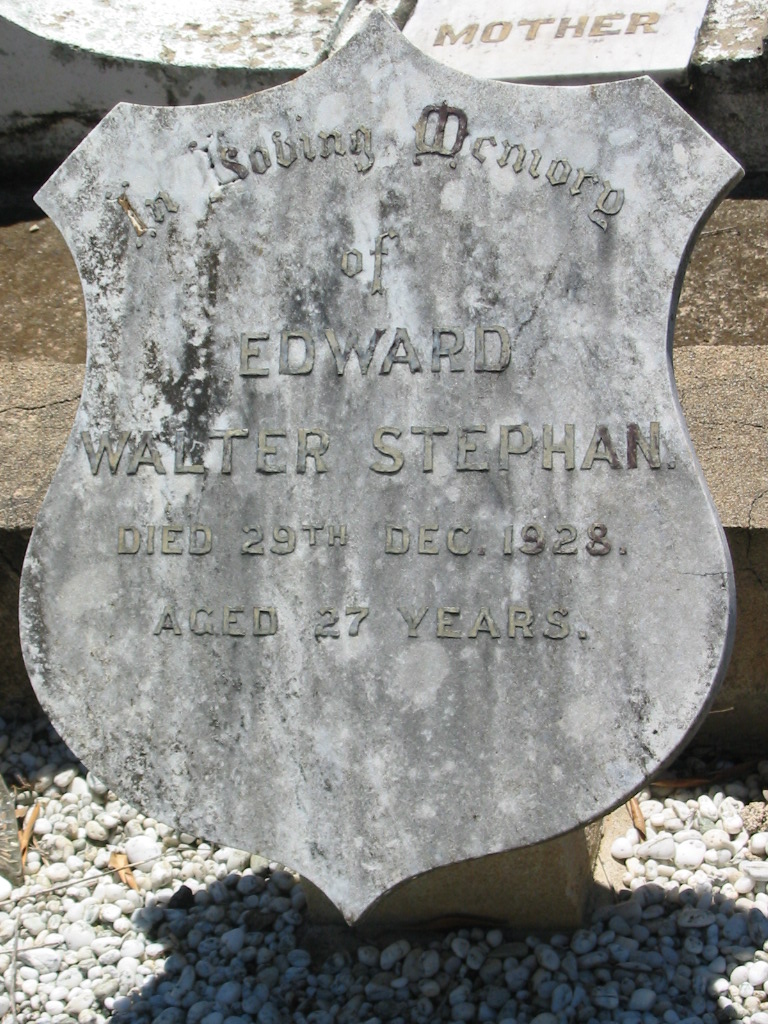 MOTHER
In Loving Memory
of
EDWARD
WALTER STEPHAN.
DIED 29TH DEC. 1928.
AGED 27 YEARS.